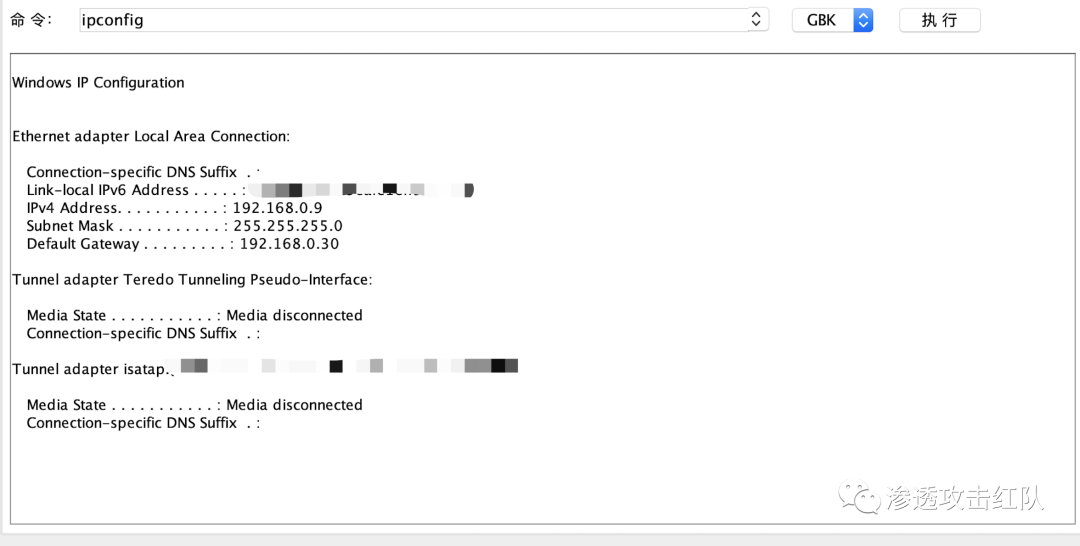 命 令:
ipconfig
GBK
执 行
Windows IP Configuration
Ethernet adapter Local Area Connection:
Connection-specific DNS Suffix . :
Link-local IPv6 Address . . . . . :
IPv4 Address. . . . . . . . . . . : 192.168.0.9
Subnet Mask . . . . . . . . . . . : 255.255.255.0
Default Gateway . . . . . . . . . : 192.168.0.30
Tunnel adapter Teredo Tunneling Pseudo-Interface:
Media State . . . . . . . . . . . : Media disconnected
Connection-specific DNS Suffix . :
Tunnel adapter isatap.
Media State . . . . . . . . . . . : Media disconnected
Connection-specific DNS Suffix . :
渗透攻击红队